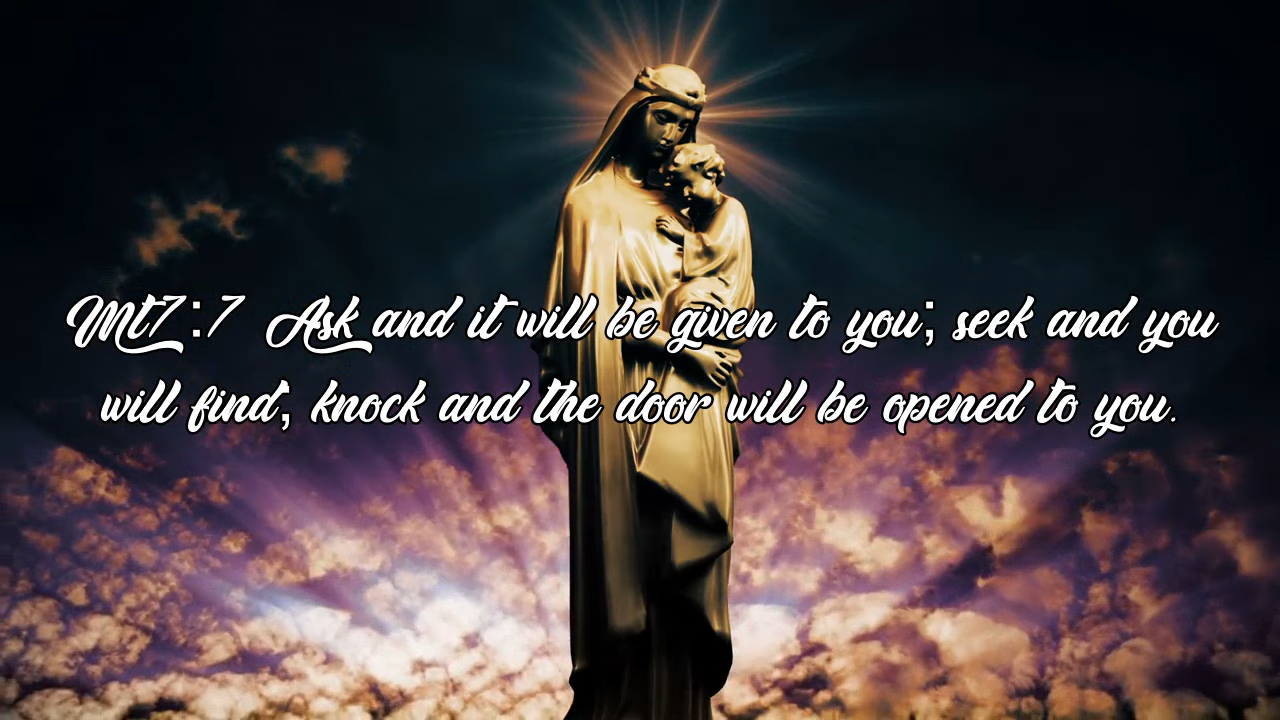 Mt7:7 Ask and it will be given to you; seek and you
will find; knock and the door will be opened to you.